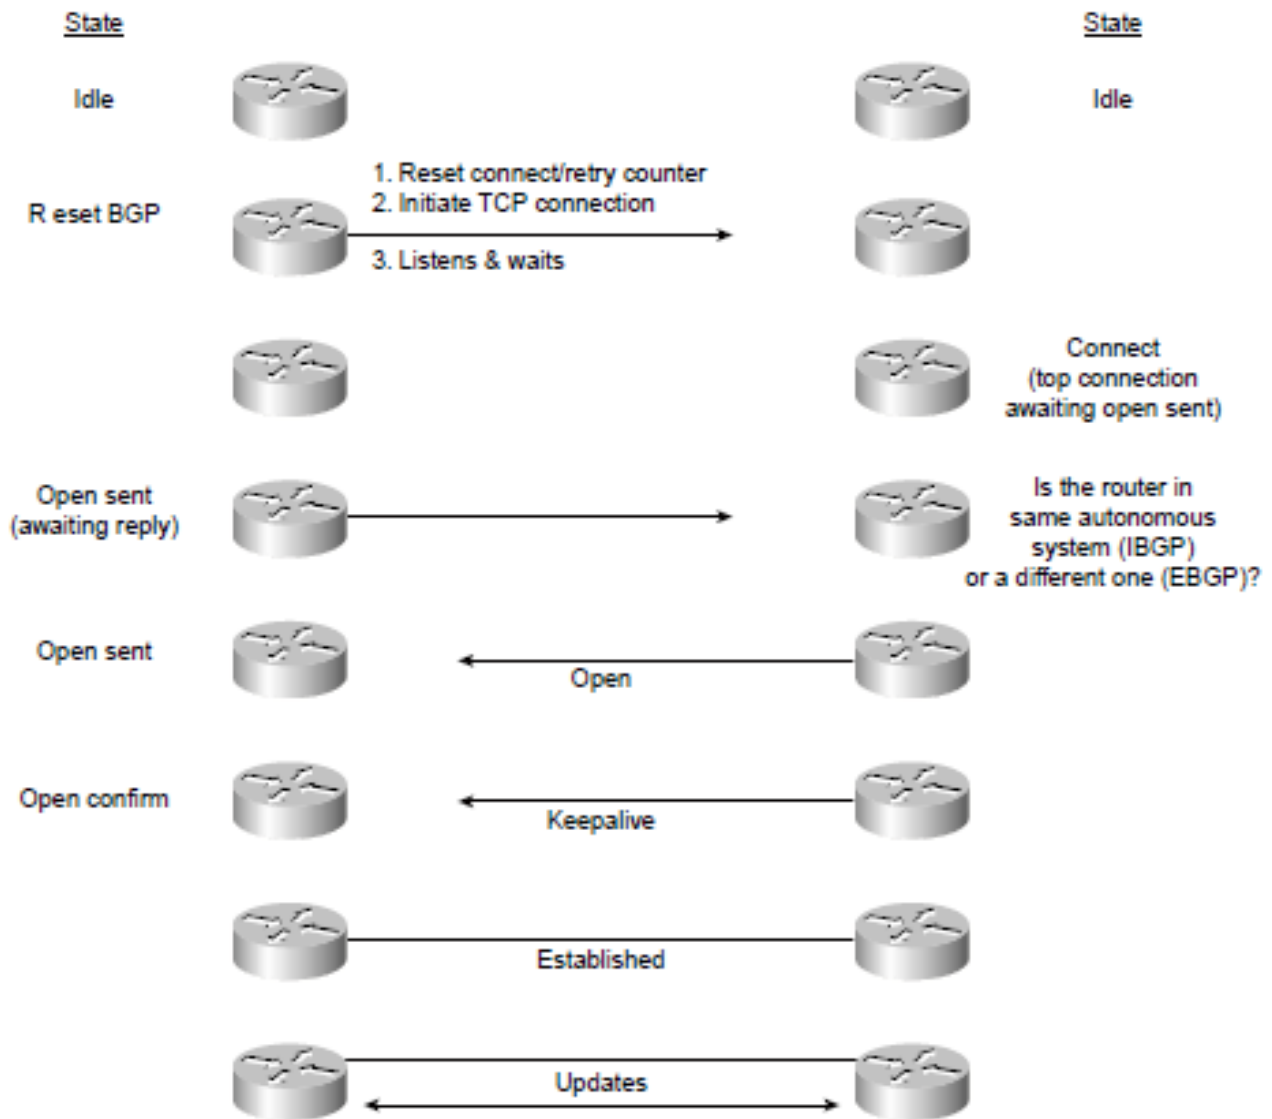 State
State
Idle
Idle
R eset BGP
1. Reset connect/retry counter
2. Initiate TCP connection
3. Listens & waits
Connect
(top connection
awaiting open sent)
Open sent
(awaiting reply)
Is the router in
same autonomous
system (IBGP)
or a different one (EBGP)?
Open sent
Open
Open confirm
Keepalive
Established
Updates